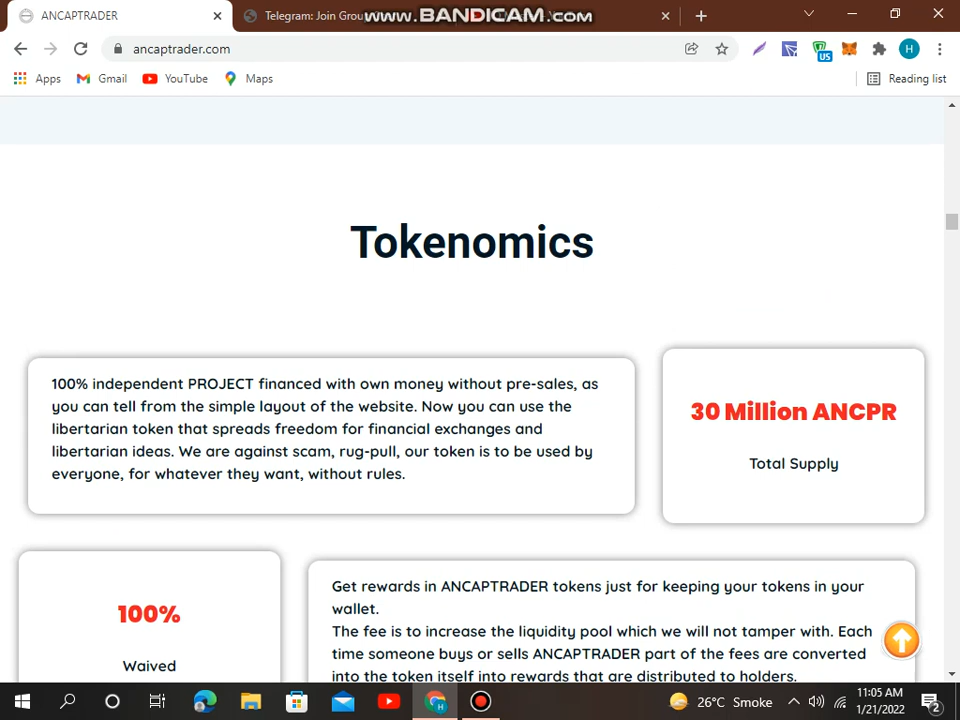 ANCAPTRADER
Telegram: Join Grou
www.BANDICAM.com
ancaptrader.com
H
Apps
Gmail
YouTube
Maps
US
Reading list
Tokenomics
100% independent PROJECT financed with own money without pre-sales, as
you can tell from the simple layout of the website. Now you can use the
libertarian token that spreads freedom for financial exchanges and
libertarian ideas. We are against scam, rug-pull, our token is to be used by
everyone, for whatever they want, without rules.
30 Million ANCPR
Total Supply
100%
Waived
Get rewards in ANCAPTRADER tokens just for keeping your tokens in your
wallet.
The fee is to increase the liquidity pool which we will not tamper with. Each
time someone buys or sells ANCAPTRADER part of the fees are converted
into the token itself into rewards that are distributed to holders.
H
26°C Smoke
11:05 AM
1/21/2022
2